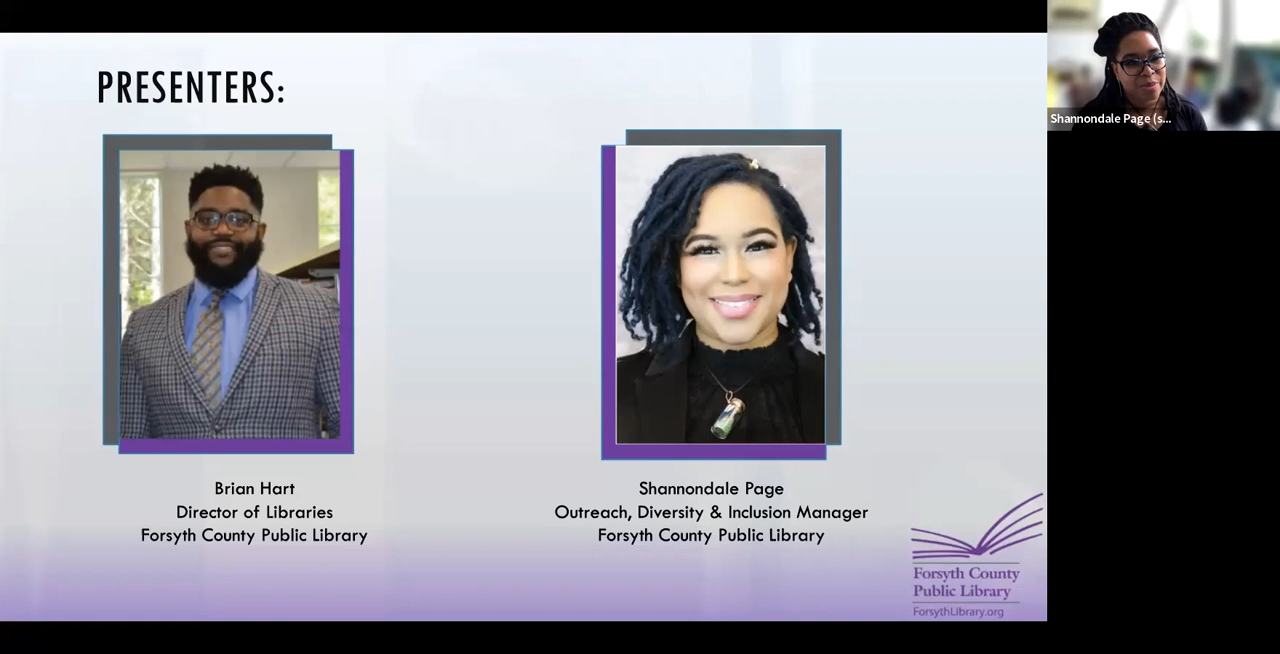 PRESENTERS:
Shannondale Page (s...
Brian Hart
Director of Libraries
Forsyth County Public Library
Shannondale Page
Outreach, Diversity & Inclusion Manager
Forsyth County Public Library
Forsyth County
Public Library
ForsythLibrary.org